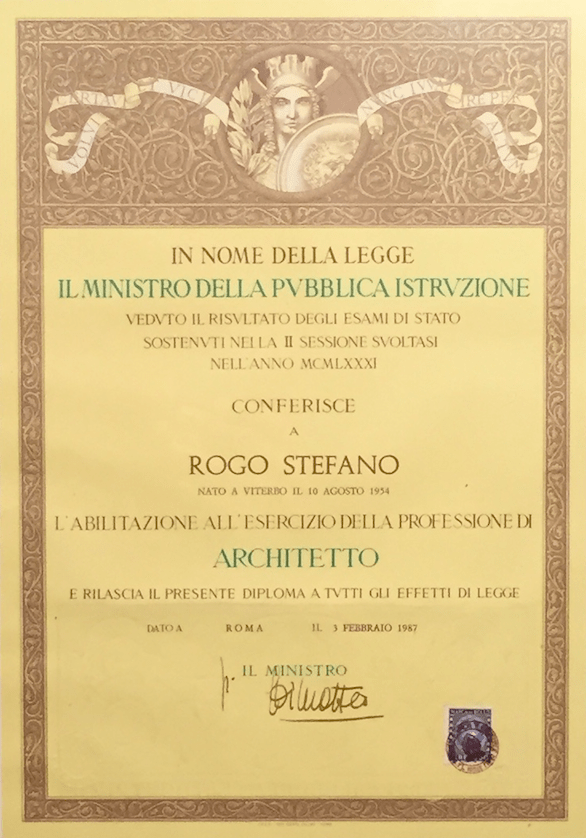 IN NOME DELLA LEGGE
IL MINISTRO DELLA PVBBLICA ISTRVZIONE
VEDVTO IL RISVLTATO DEGLI ESAMI DI STATO
SOSTENVTI NELLA II SESSIONE SVOLTASI
NELL'ANNO MCMLXXXI
CONFERISCE
A
ROGO STEFANO
NATO A VITERBO IL 10 AGOSTO 1954
L'ABILITAZIONE ALL'ESERCIZIO DELLA PROFESSIONE DI
ARCHITETTO
E RILASCIA IL PRESENTE DIPLOMA A TVTTI GLI EFFETTI DI LEGGE
DATO A ROMA IL 3 FEBBRAIO 1987
p. IL MINISTRO